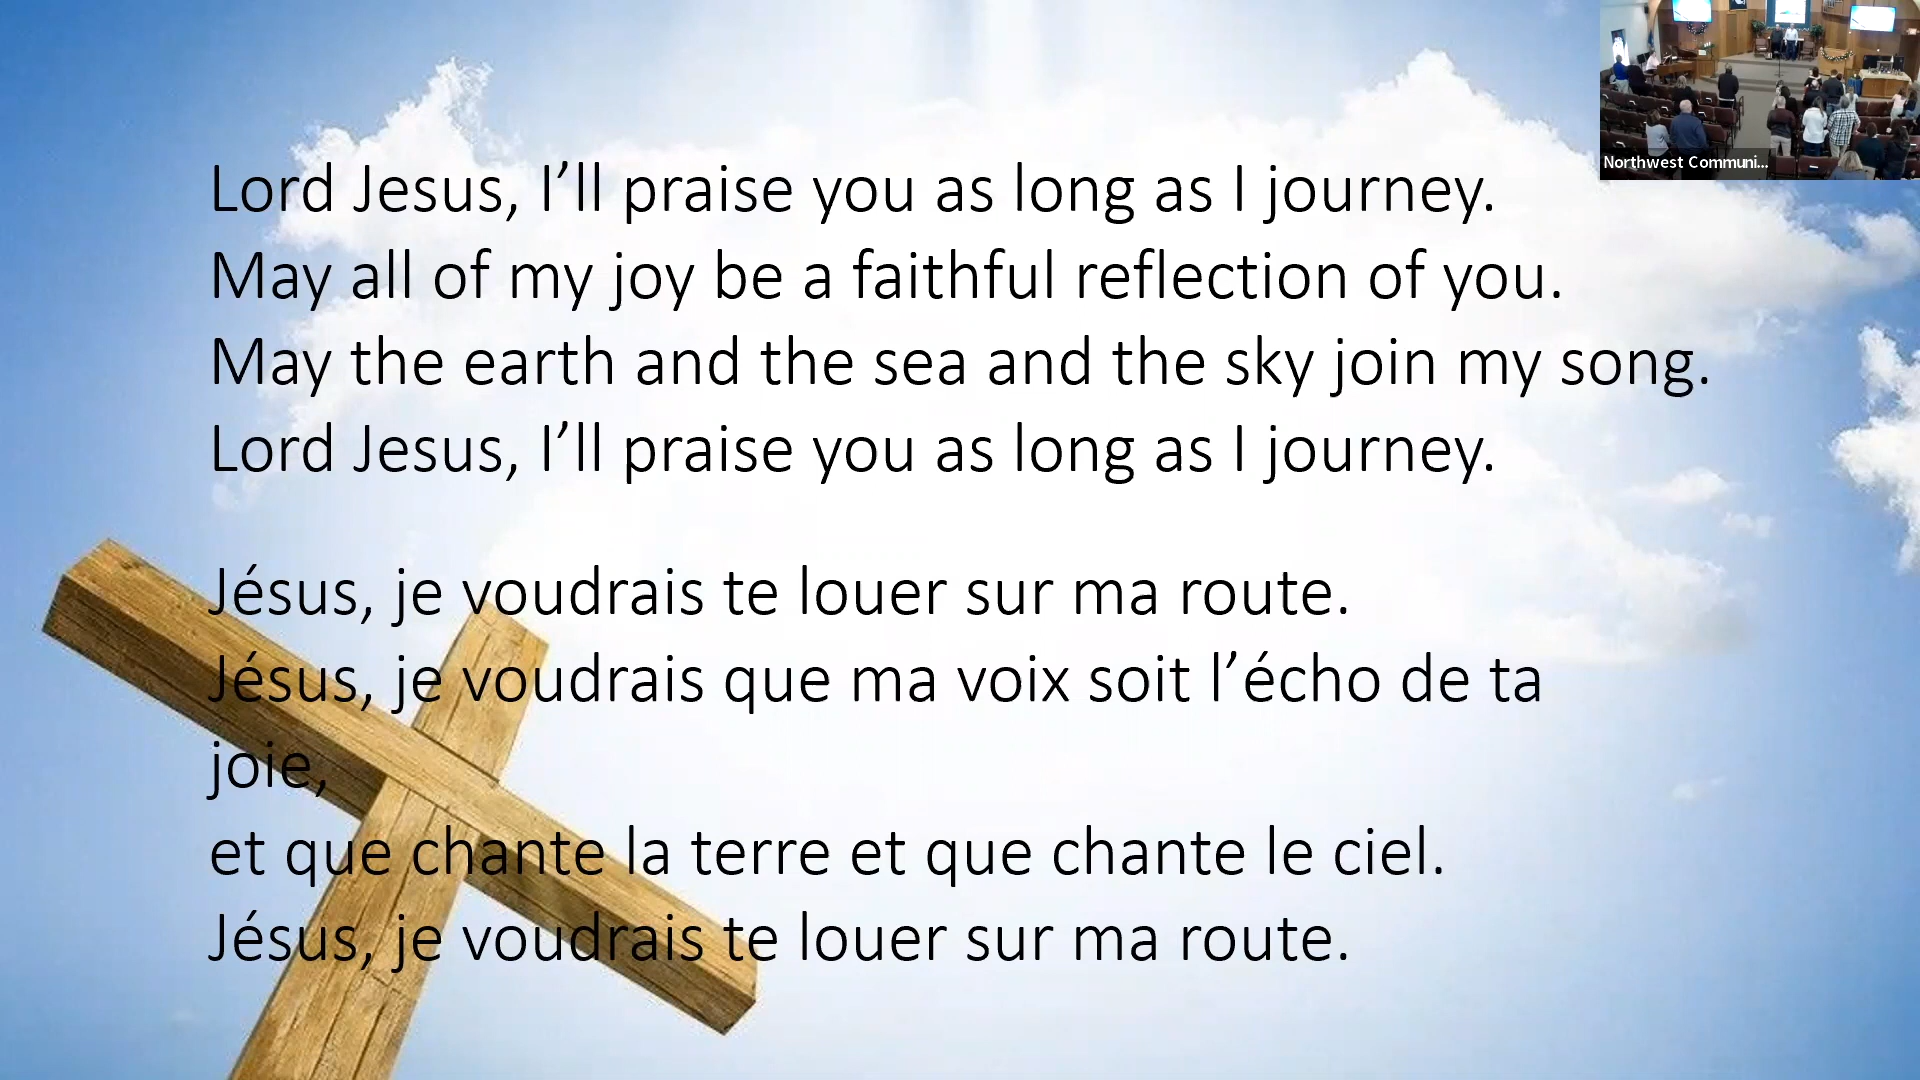 Lord Jesus, I’ll praise you as long as I journey.
May all of my joy be a faithful reflection of you.
May the earth and the sea and the sky join my song.
Lord Jesus, I’ll praise you as long as I journey.
Jésus, je voudrais te louer sur ma route.
Jésus, je voudrais que ma voix soit l’écho de ta
joie,
et que chante la terre et que chante le ciel.
Jésus, je voudrais te louer sur ma route.
Northwest Communi...